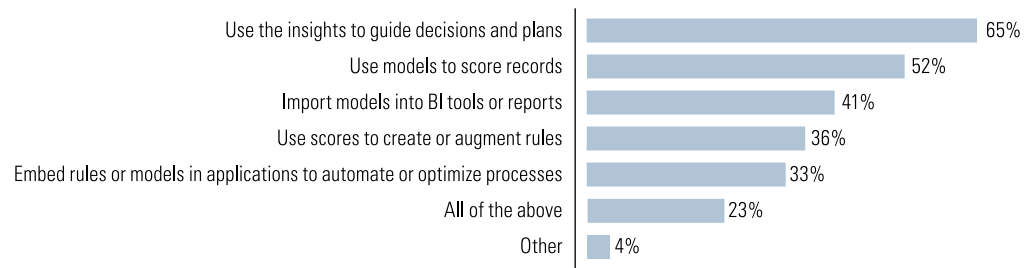 Use the insights to guide decisions and plans 65%
Use models to score records 52%
Import models into BI tools or reports 41%
Use scores to create or augment rules 36%
Embed rules or models in applications to automate or optimize processes 33%
All of the above 23%
Other 4%